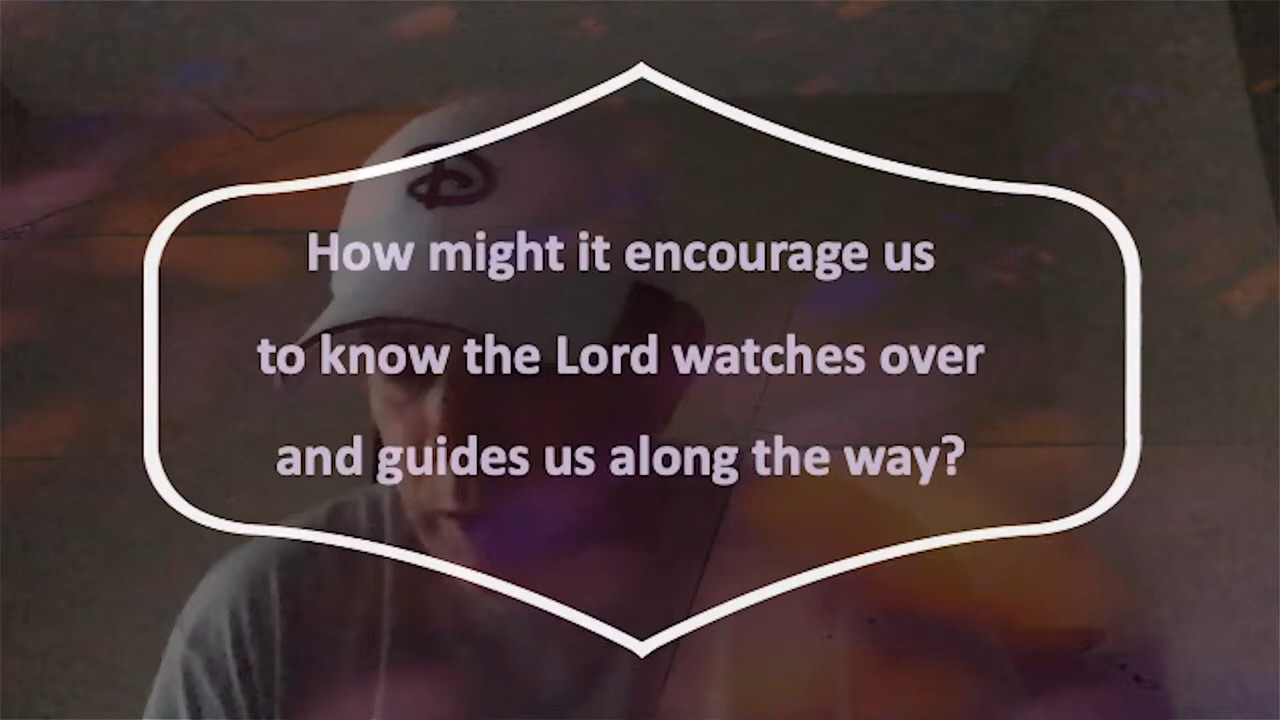 How might it encourage us
to know the Lord watches over
and guides us along the way?